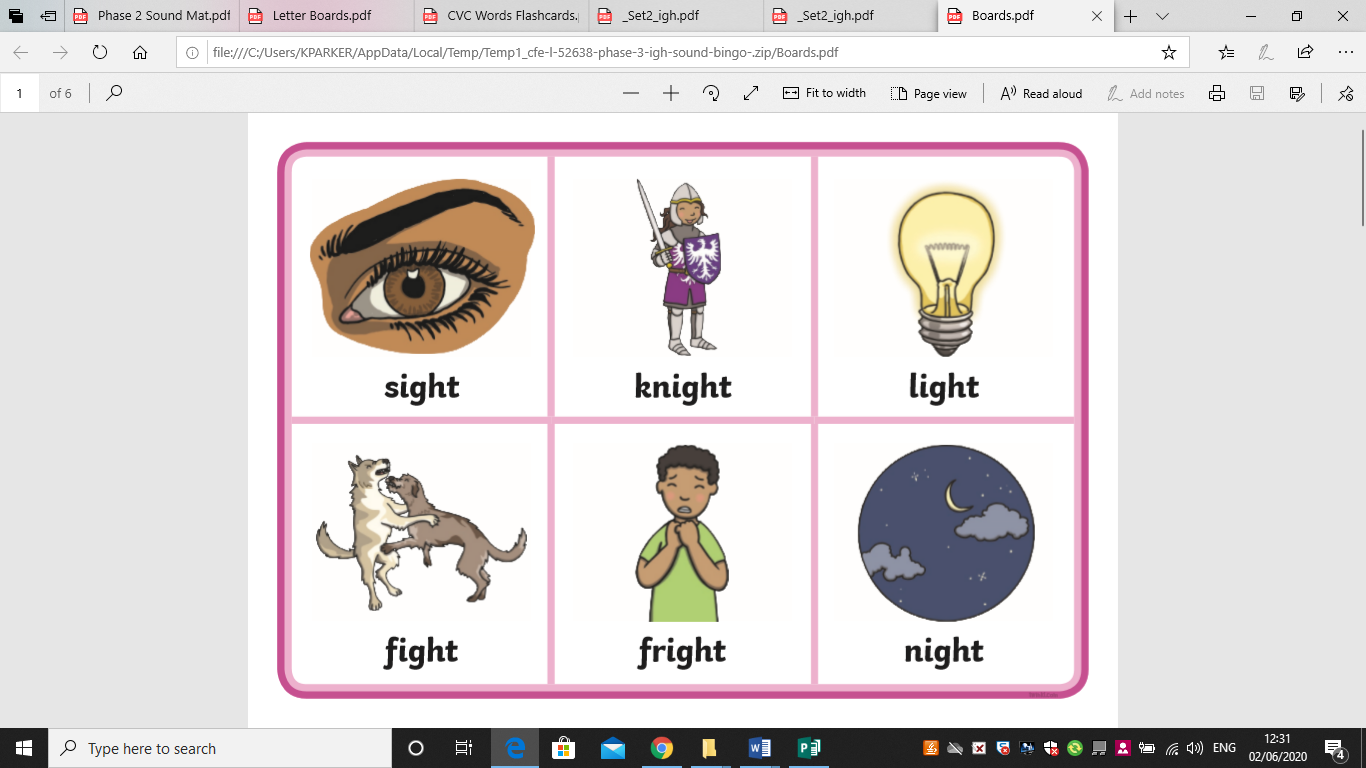 Phase 2 Sound Mat.pdf
Letter Boards.pdf
CVC Words Flashcards.
_Set2_igh.pdf
_Set2_igh.pdf
Boards.pdf
file:///C:/Users/KPARKER/AppData/Local/Temp/Temp1_cfe-l-52638-phase-3-igh-sound-bingo-.zip/Boards.pdf
1 of 6 Fit to width Page view Read aloud Add notes
sight knight light
fight fright night
Type here to search
ENG
12:31
02/06/2020
4